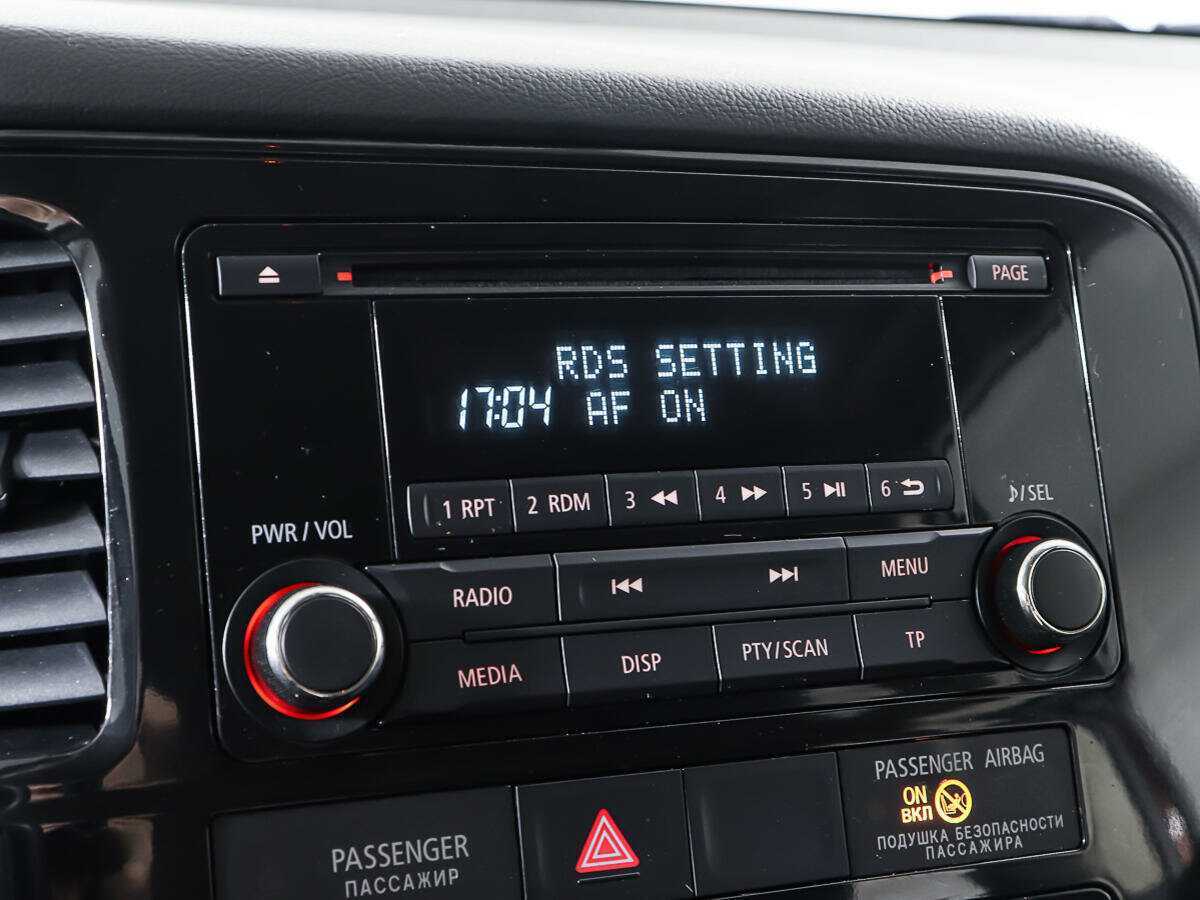 PAGE
RDS SETTING
17:04 AF ON
1 RPT 2 RDM 3 4 5 6
PWR / VOL
♪/SEL
RADIO MENU
MEDIA DISP PTY/SCAN TP
PASSENGER AIRBAG
ON
ВКЛ
ПОДУШКА БЕЗОПАСНОСТИ
ПАССАЖИРА
PASSENGER
ПАССАЖИР